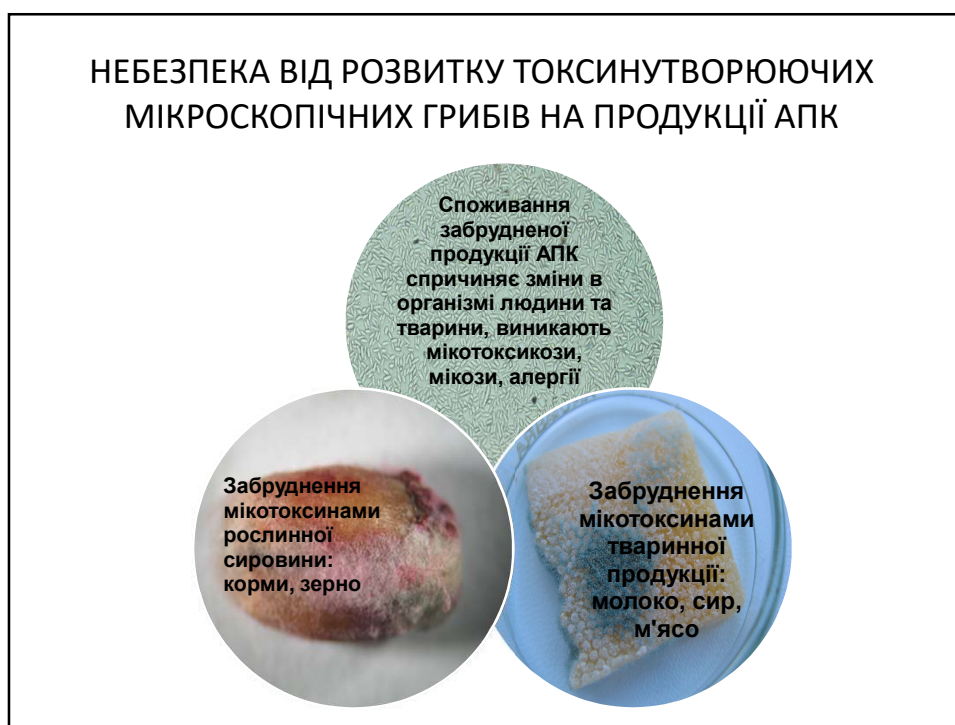 НЕБЕЗПЕКА ВІД РОЗВИТКУ ТОКСИНУТВОРЮЮЧИХ
МІКРОСКОПІЧНИХ ГРИБІВ НА ПРОДУКЦІЇ АПК
Споживання
забрудненої
продукції АПК
спричиняє зміни в
організмі людини та
тварини, виникають
мікотоксикози,
мікози, алергії
Забруднення
мікотоксинами
рослинної
сировини:
корми, зерно
Забруднення
мікотоксинами
тваринної
продукції:
молоко, сир,
м'ясо